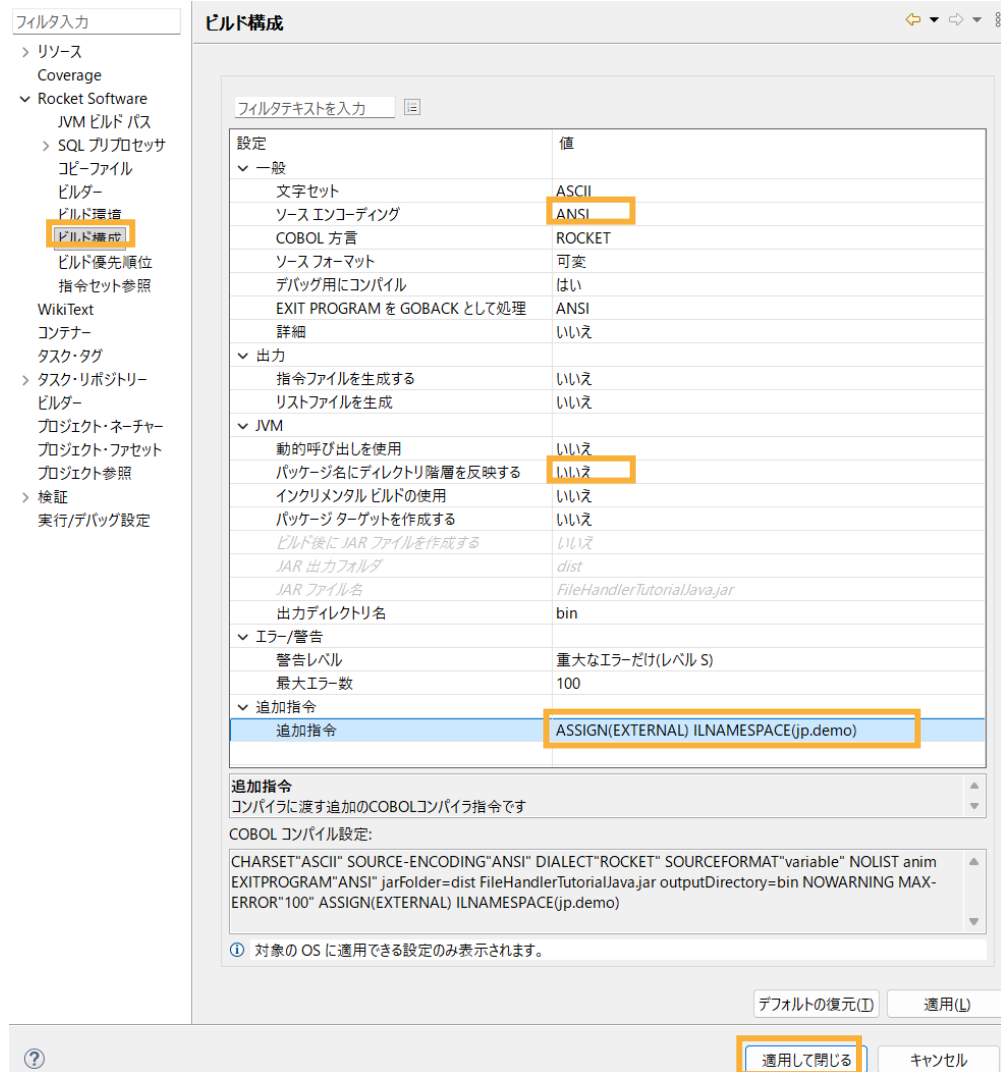 フィルタ入力
リソース
Coverage
Rocket Software
JVM ビルド パス
SQL プリプロセッサ
コピーファイル
ビルダー
ビルド環境
ビルド構成
ビルド優先順位
指令セット参照
WikiText
コンテナー
タスク・タグ
タスク・リポジトリー
ビルダー
プロジェクト・ネーチャー
プロジェクト・ファセット
プロジェクト参照
検証
実行/デバッグ設定
ビルド構成
フィルタテキストを入力
設定 値
一般
文字セット ASCII
ソース エンコーディング ANSI
COBOL 方言 ROCKET
ソース フォーマット 可変
デバッグ用にコンパイル はい
EXIT PROGRAM を GOBACK として処理 ANSI
詳細 いいえ
出力
指令ファイルを生成する いいえ
リストファイルを生成 いいえ
JVM
動的呼び出しを使用 いいえ
パッケージ名にディレクトリ階層を反映する いいえ
インクリメンタル ビルドの使用 いいえ
パッケージ ターゲットを作成する いいえ
ビルド後に JAR ファイルを作成する いいえ
JAR 出力フォルダ dist
JAR ファイル名 FileHandlerTutorialJava.jar
出力ディレクトリ名 bin
エラー/警告
警告レベル 重大なエラーだけ(レベル S)
最大エラー数 100
追加指令
追加指令 ASSIGN(EXTERNAL) ILNAMESPACE(jp.demo)
追加指令
コンパイラに渡す追加のCOBOLコンパイラ指令です
COBOL コンパイル設定:
CHARSET"ASCII" SOURCE-ENCODING"ANSI" DIALECT"ROCKET" SOURCEFORMAT"variable" NOLIST anim
EXITPROGRAM"ANSI" jarFolder=dist FileHandlerTutorialJava.jar outputDirectory=bin NOWARNING MAX-
ERROR"100" ASSIGN(EXTERNAL) ILNAMESPACE(jp.demo)
対象の OS に適用できる設定のみ表示されます。
デフォルトの復元(T) 適用(L)
適用して閉じる キャンセル